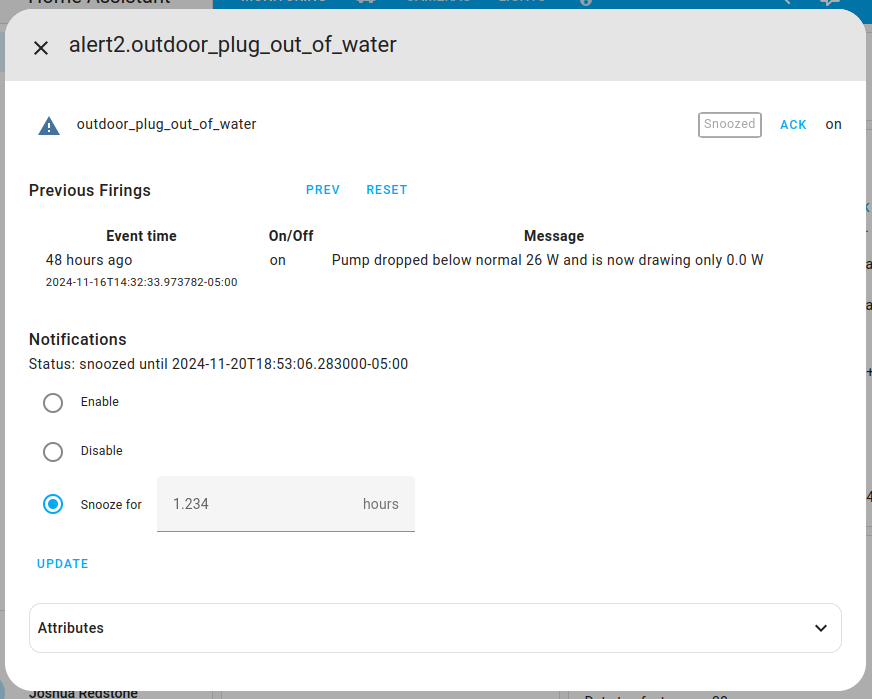 alert2.outdoor_plug_out_of_water
outdoor_plug_out_of_water Snoozed ACK on
Previous Firings PREV RESET
Event time On/Off Message
48 hours ago on Pump dropped below normal 26 W and is now drawing only 0.0 W
2024-11-16T14:32:33.973782-05:00
Notifications
Status: snoozed until 2024-11-20T18:53:06.283000-05:00
Enable
Disable
Snooze for 1.234 hours
UPDATE
Attributes
Joshua Redstone